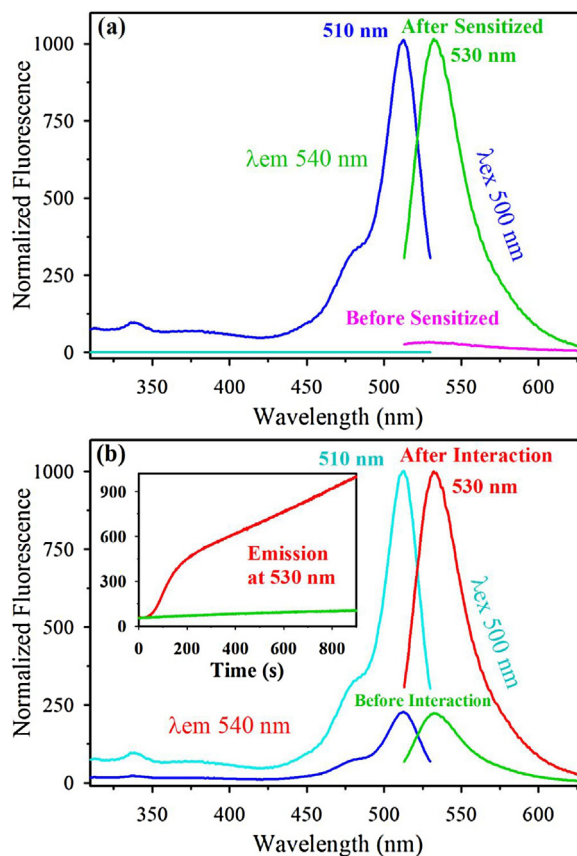 (a)
510 nm
After Sensitized
530 nm
λem 540 nm
λex 500 nm
Before Sensitized
Normalized Fluorescence
1000
750
500
250
0
350
400
450
500
550
600
Wavelength (nm)
(b)
510 nm
After Interaction
530 nm
Emission
at 530 nm
900
600
300
0
0
200
400
600
800
Time (s)
λex 500 nm
λem 540 nm
Before Interaction
Normalized Fluorescence
1000
750
500
250
0
350
400
450
500
550
600
Wavelength (nm)